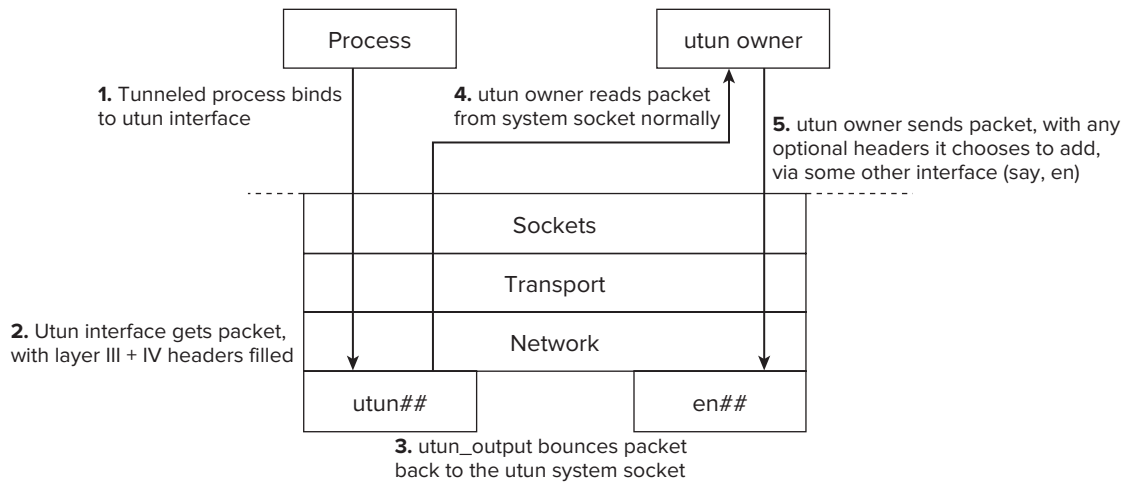 Process
utun owner
1. Tunneled process binds
to utun interface
4. utun owner reads packet
from system socket normally
5. utun owner sends packet, with any
optional headers it chooses to add,
via some other interface (say, en)
Sockets
Transport
2. Utun interface gets packet,
with layer III + IV headers filled
Network
utun##
en##
3. utun_output bounces packet
back to the utun system socket